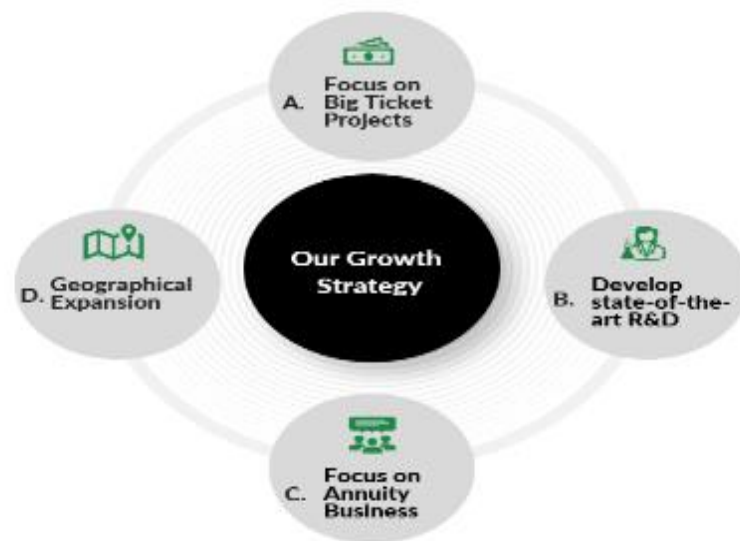 Focus on
A. Big Ticket
Projects
Our Growth
Strategy
Develop
B. state-of-the-
art R&D
Focus on
C. Annuity
Business
D. Geographical
Expansion